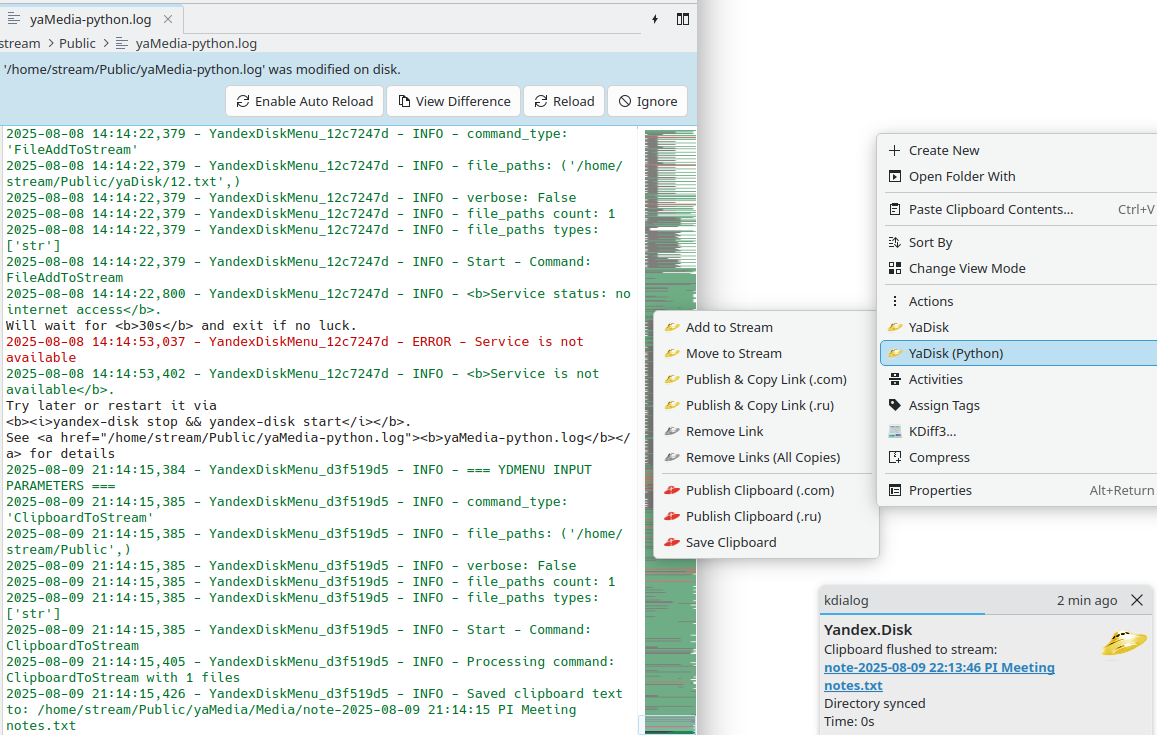 yaMedia-python.log
stream > Public > yaMedia-python.log
'/home/stream/Public/yaMedia-python.log' was modified on disk.
Enable Auto Reload View Difference Reload Ignore
2025-08-08 14:14:22,379 - YandexDiskMenu_12c7247d - INFO - command_type:
'FileAddToStream'
2025-08-08 14:14:22,379 - YandexDiskMenu_12c7247d - INFO - file_paths: ('/home/
stream/Public/yaDisk/12.txt',)
2025-08-08 14:14:22,379 - YandexDiskMenu_12c7247d - INFO - verbose: False
2025-08-08 14:14:22,379 - YandexDiskMenu_12c7247d - INFO - file_paths count: 1
2025-08-08 14:14:22,379 - YandexDiskMenu_12c7247d - INFO - file_paths types:
['str']
2025-08-08 14:14:22,379 - YandexDiskMenu_12c7247d - INFO - Start - Command:
FileAddToStream
2025-08-08 14:14:22,800 - YandexDiskMenu_12c7247d - INFO - <b>Service status: no
internet access</b>.
Will wait for <b>30s</b> and exit if no luck.
2025-08-08 14:14:53,037 - YandexDiskMenu_12c7247d - ERROR - Service is not
available
2025-08-08 14:14:53,402 - YandexDiskMenu_12c7247d - INFO - <b>Service is not
available</b>.
Try later or restart it via
<b><i>yandex-disk stop && yandex-disk start</i></b>.
See <a href="/home/stream/Public/yaMedia-python.log"><b>yaMedia-python.log</b></
a> for details
2025-08-09 21:14:15,384 - YandexDiskMenu_d3f519d5 - INFO - === YDMENU INPUT
PARAMETERS ===
2025-08-09 21:14:15,385 - YandexDiskMenu_d3f519d5 - INFO - command_type:
'ClipboardToStream'
2025-08-09 21:14:15,385 - YandexDiskMenu_d3f519d5 - INFO - file_paths: ('/home/
stream/Public',)
2025-08-09 21:14:15,385 - YandexDiskMenu_d3f519d5 - INFO - verbose: False
2025-08-09 21:14:15,385 - YandexDiskMenu_d3f519d5 - INFO - file_paths count: 1
2025-08-09 21:14:15,385 - YandexDiskMenu_d3f519d5 - INFO - file_paths types:
['str']
2025-08-09 21:14:15,385 - YandexDiskMenu_d3f519d5 - INFO - Start - Command:
ClipboardToStream
2025-08-09 21:14:15,405 - YandexDiskMenu_d3f519d5 - INFO - Processing command:
ClipboardToStream with 1 files
2025-08-09 21:14:15,426 - YandexDiskMenu_d3f519d5 - INFO - Saved clipboard text
to: /home/stream/Public/yaMedia/Media/note-2025-08-09 21:14:15 PI Meeting
notes.txt
Add to Stream
Move to Stream
Publish & Copy Link (.com)
Publish & Copy Link (.ru)
Remove Link
Remove Links (All Copies)
Publish Clipboard (.com)
Publish Clipboard (.ru)
Save Clipboard
Create New
Open Folder With
Paste Clipboard Contents... Ctrl+V
Sort By
Change View Mode
Actions
YaDisk
YaDisk (Python)
Activities
Assign Tags
KDiff3...
Compress
Properties Alt+Return
kdialog 2 min ago
Yandex.Disk
Clipboard flushed to stream:
note-2025-08-09 22:13:46 PI Meeting
notes.txt
Directory synced
Time: 0s